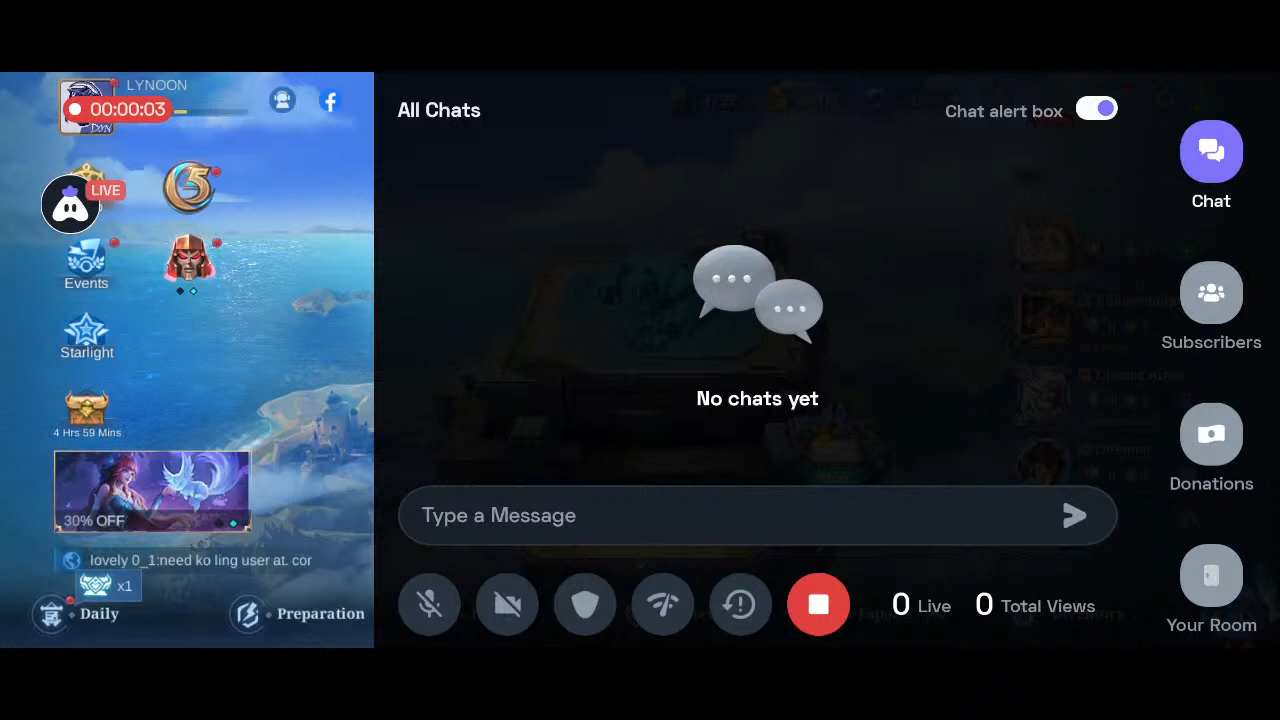 LYNOON
00:00:03
DON
LIVE
5
Events
Starlight
4 Hrs 59 Mins
30% OFF
lovely 0_1:need ko ling user at. cor
x1
Daily
Preparation
All Chats
Chat alert box
No chats yet
Type a Message
0 Live
0 Total Views
Chat
Subscribers
Donations
Your Room